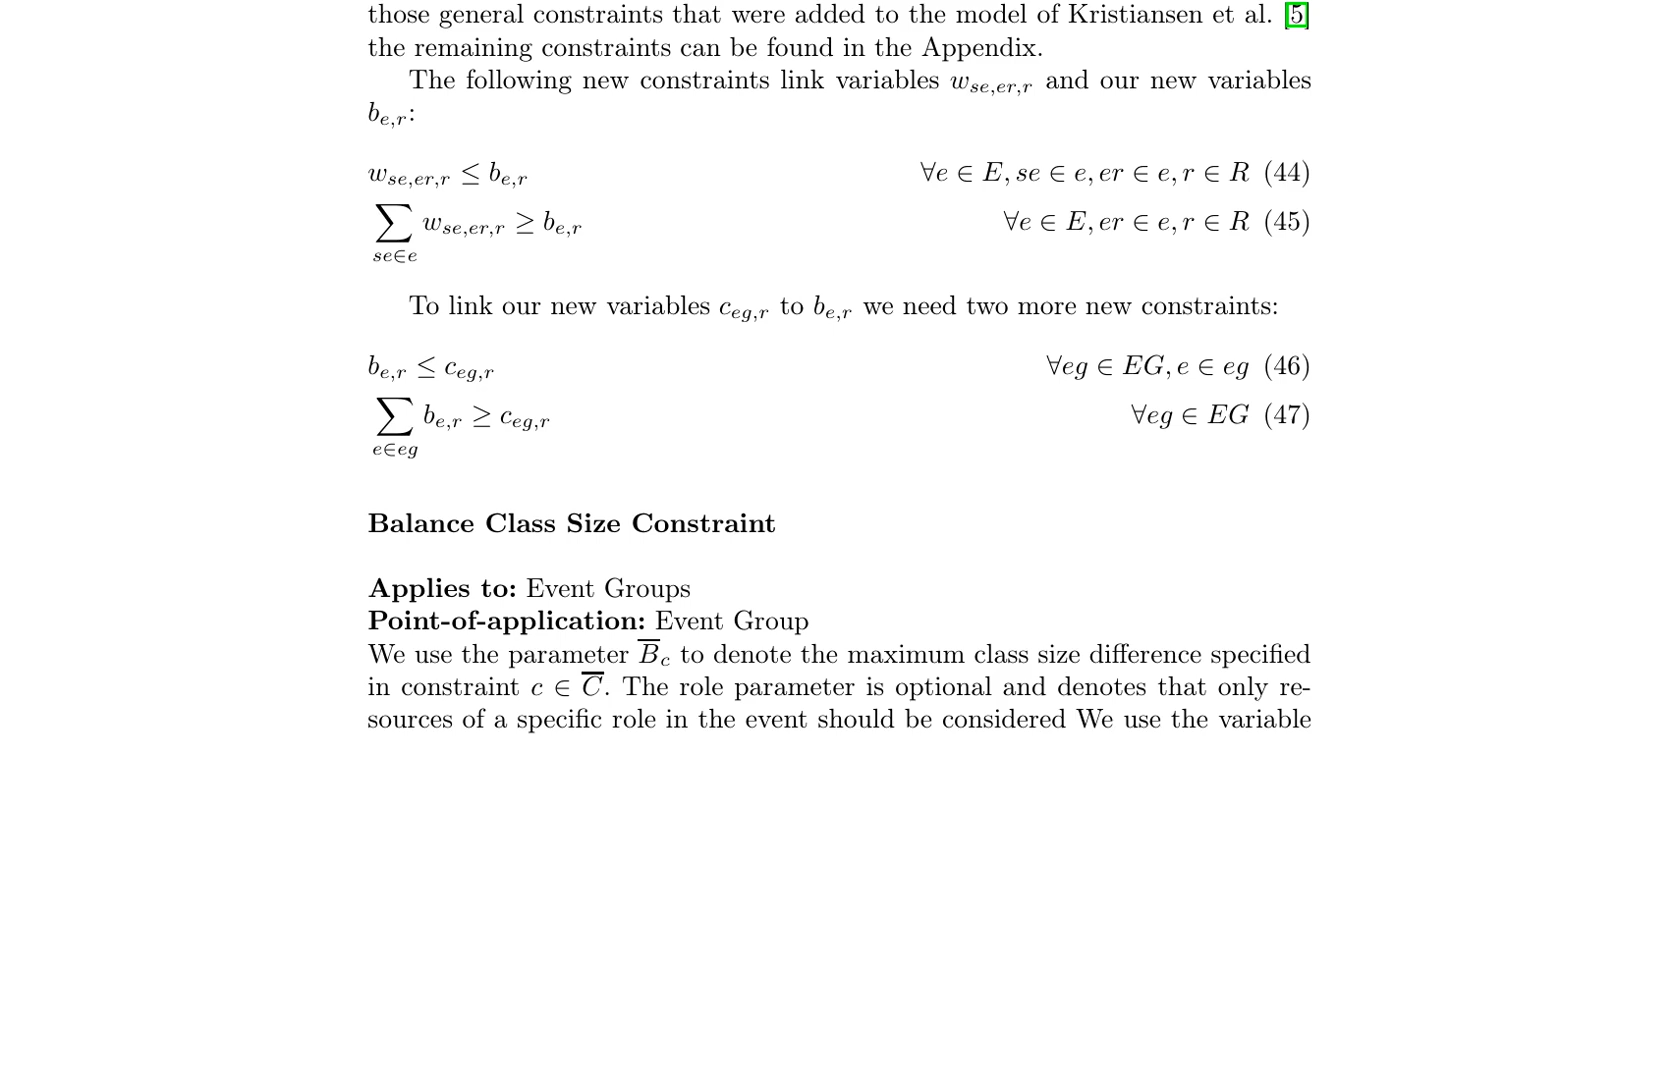 those general constraints that were added to the model of Kristiansen et al. [5]
the remaining constraints can be found in the Appendix.
The following new constraints link variables w_{se,er,r} and our new variables
b_{e,r}:
w_{se,er,r} ≤ b_{e,r} ∀e ∈ E, se ∈ e, er ∈ e, r ∈ R (44)
∑_{se∈e} w_{se,er,r} ≥ b_{e,r} ∀e ∈ E, er ∈ e, r ∈ R (45)
To link our new variables c_{eg,r} to b_{e,r} we need two more new constraints:
b_{e,r} ≤ c_{eg,r} ∀eg ∈ EG, e ∈ eg (46)
∑_{e∈eg} b_{e,r} ≥ c_{eg,r} ∀eg ∈ EG (47)
Balance Class Size Constraint
Applies to: Event Groups
Point-of-application: Event Group
We use the parameter B̅_c to denote the maximum class size difference specified
in constraint c ∈ C̅. The role parameter is optional and denotes that only re-
sources of a specific role in the event should be considered We use the variable